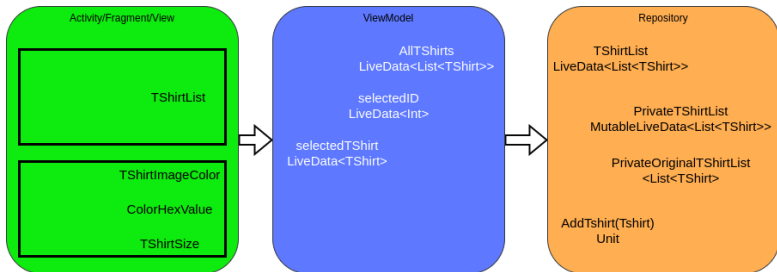 Activity/Fragment/View
TShirtList
TShirtImageColor
ColorHexValue
TShirtSize
ViewModel
AllTShirts
LiveData<List<TShirt>>
selectedID
LiveData<Int>
selectedTShirt
LiveData<TShirt>
Repository
TShirtList
LiveData<List<TShirt>>
PrivateTShirtList
MutableLiveData<List<TShirt>>
PrivateOriginalTShirtList
<List<TShirt>
AddTshirt(Tshirt)
Unit